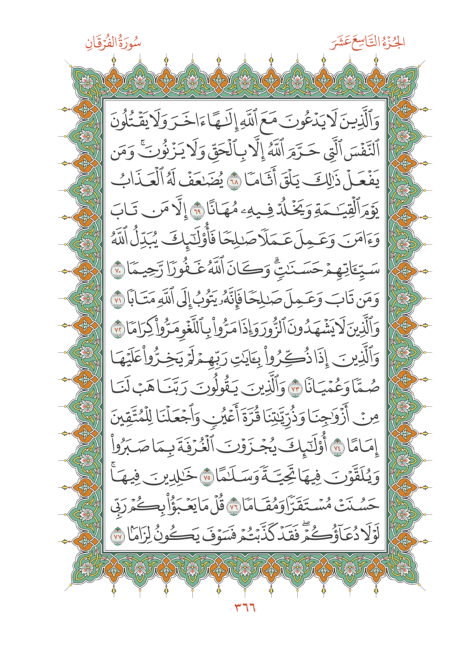 الجُزْءُ التَّاسِعَ عَشَرَ
سُورَةُ الفُرْقَانِ
وَٱلَّذِينَ لَا يَدْعُونَ مَعَ ٱللَّهِ إِلَٰهًا ءَاخَرَ وَلَا يَقْتُلُونَ
ٱلنَّفْسَ ٱلَّتِي حَرَّمَ ٱللَّهُ إِلَّا بِٱلْحَقِّ وَلَا يَزْنُونَۚ وَمَن
يَفْعَلْ ذَٰلِكَ يَلْقَ أَثَامًا ٦٨ يُضَٰعَفْ لَهُ ٱلْعَذَابُ
يَوْمَ ٱلْقِيَٰمَةِ وَيَخْلُدْ فِيهِۦ مُهَانًا ٦٩ إِلَّا مَن تَابَ
وَءَامَنَ وَعَمِلَ عَمَلًا صَٰلِحًا فَأُوْلَٰٓئِكَ يُبَدِّلُ ٱللَّهُ
سَيِّـَٔاتِهِمْ حَسَنَٰتٍۗ وَكَانَ ٱللَّهُ غَفُورًا رَّحِيمًا ٧٠
وَمَن تَابَ وَعَمِلَ صَٰلِحًا فَإِنَّهُۥ يَتُوبُ إِلَى ٱللَّهِ مَتَابًا ٧١
وَٱلَّذِينَ لَا يَشْهَدُونَ ٱلزُّورَ وَإِذَا مَرُّواْ بِٱللَّغْوِ مَرُّواْ كِرَامًا ٧٢
وَٱلَّذِينَ إِذَا ذُكِّرُواْ بِـَٔايَٰتِ رَبِّهِمْ لَمْ يَخِرُّواْ عَلَيْهَا
صُمًّا وَعُمْيَانًا ٧٣ وَٱلَّذِينَ يَقُولُونَ رَبَّنَا هَبْ لَنَا
مِنْ أَزْوَٰجِنَا وَذُرِّيَّٰتِنَا قُرَّةَ أَعْيُنٍ وَٱجْعَلْنَا لِلْمُتَّقِينَ
إِمَامًا ٧٤ أُوْلَٰٓئِكَ يُجْزَوْنَ ٱلْغُرْفَةَ بِمَا صَبَرُواْ
وَيُلَقَّوْنَ فِيهَا تَحِيَّةً وَسَلَٰمًا ٧٥ خَٰلِدِينَ فِيهَاۚ
حَسُنَتْ مُسْتَقَرًّا وَمُقَامًا ٧٦ قُلْ مَا يَعْبَؤُاْ بِكُمْ رَبِّي
لَوْلَا دُعَآؤُكُمْۖ فَقَدْ كَذَّبْتُمْ فَسَوْفَ يَكُونُ لِزَامًۢا ٧٧
٣٦٦